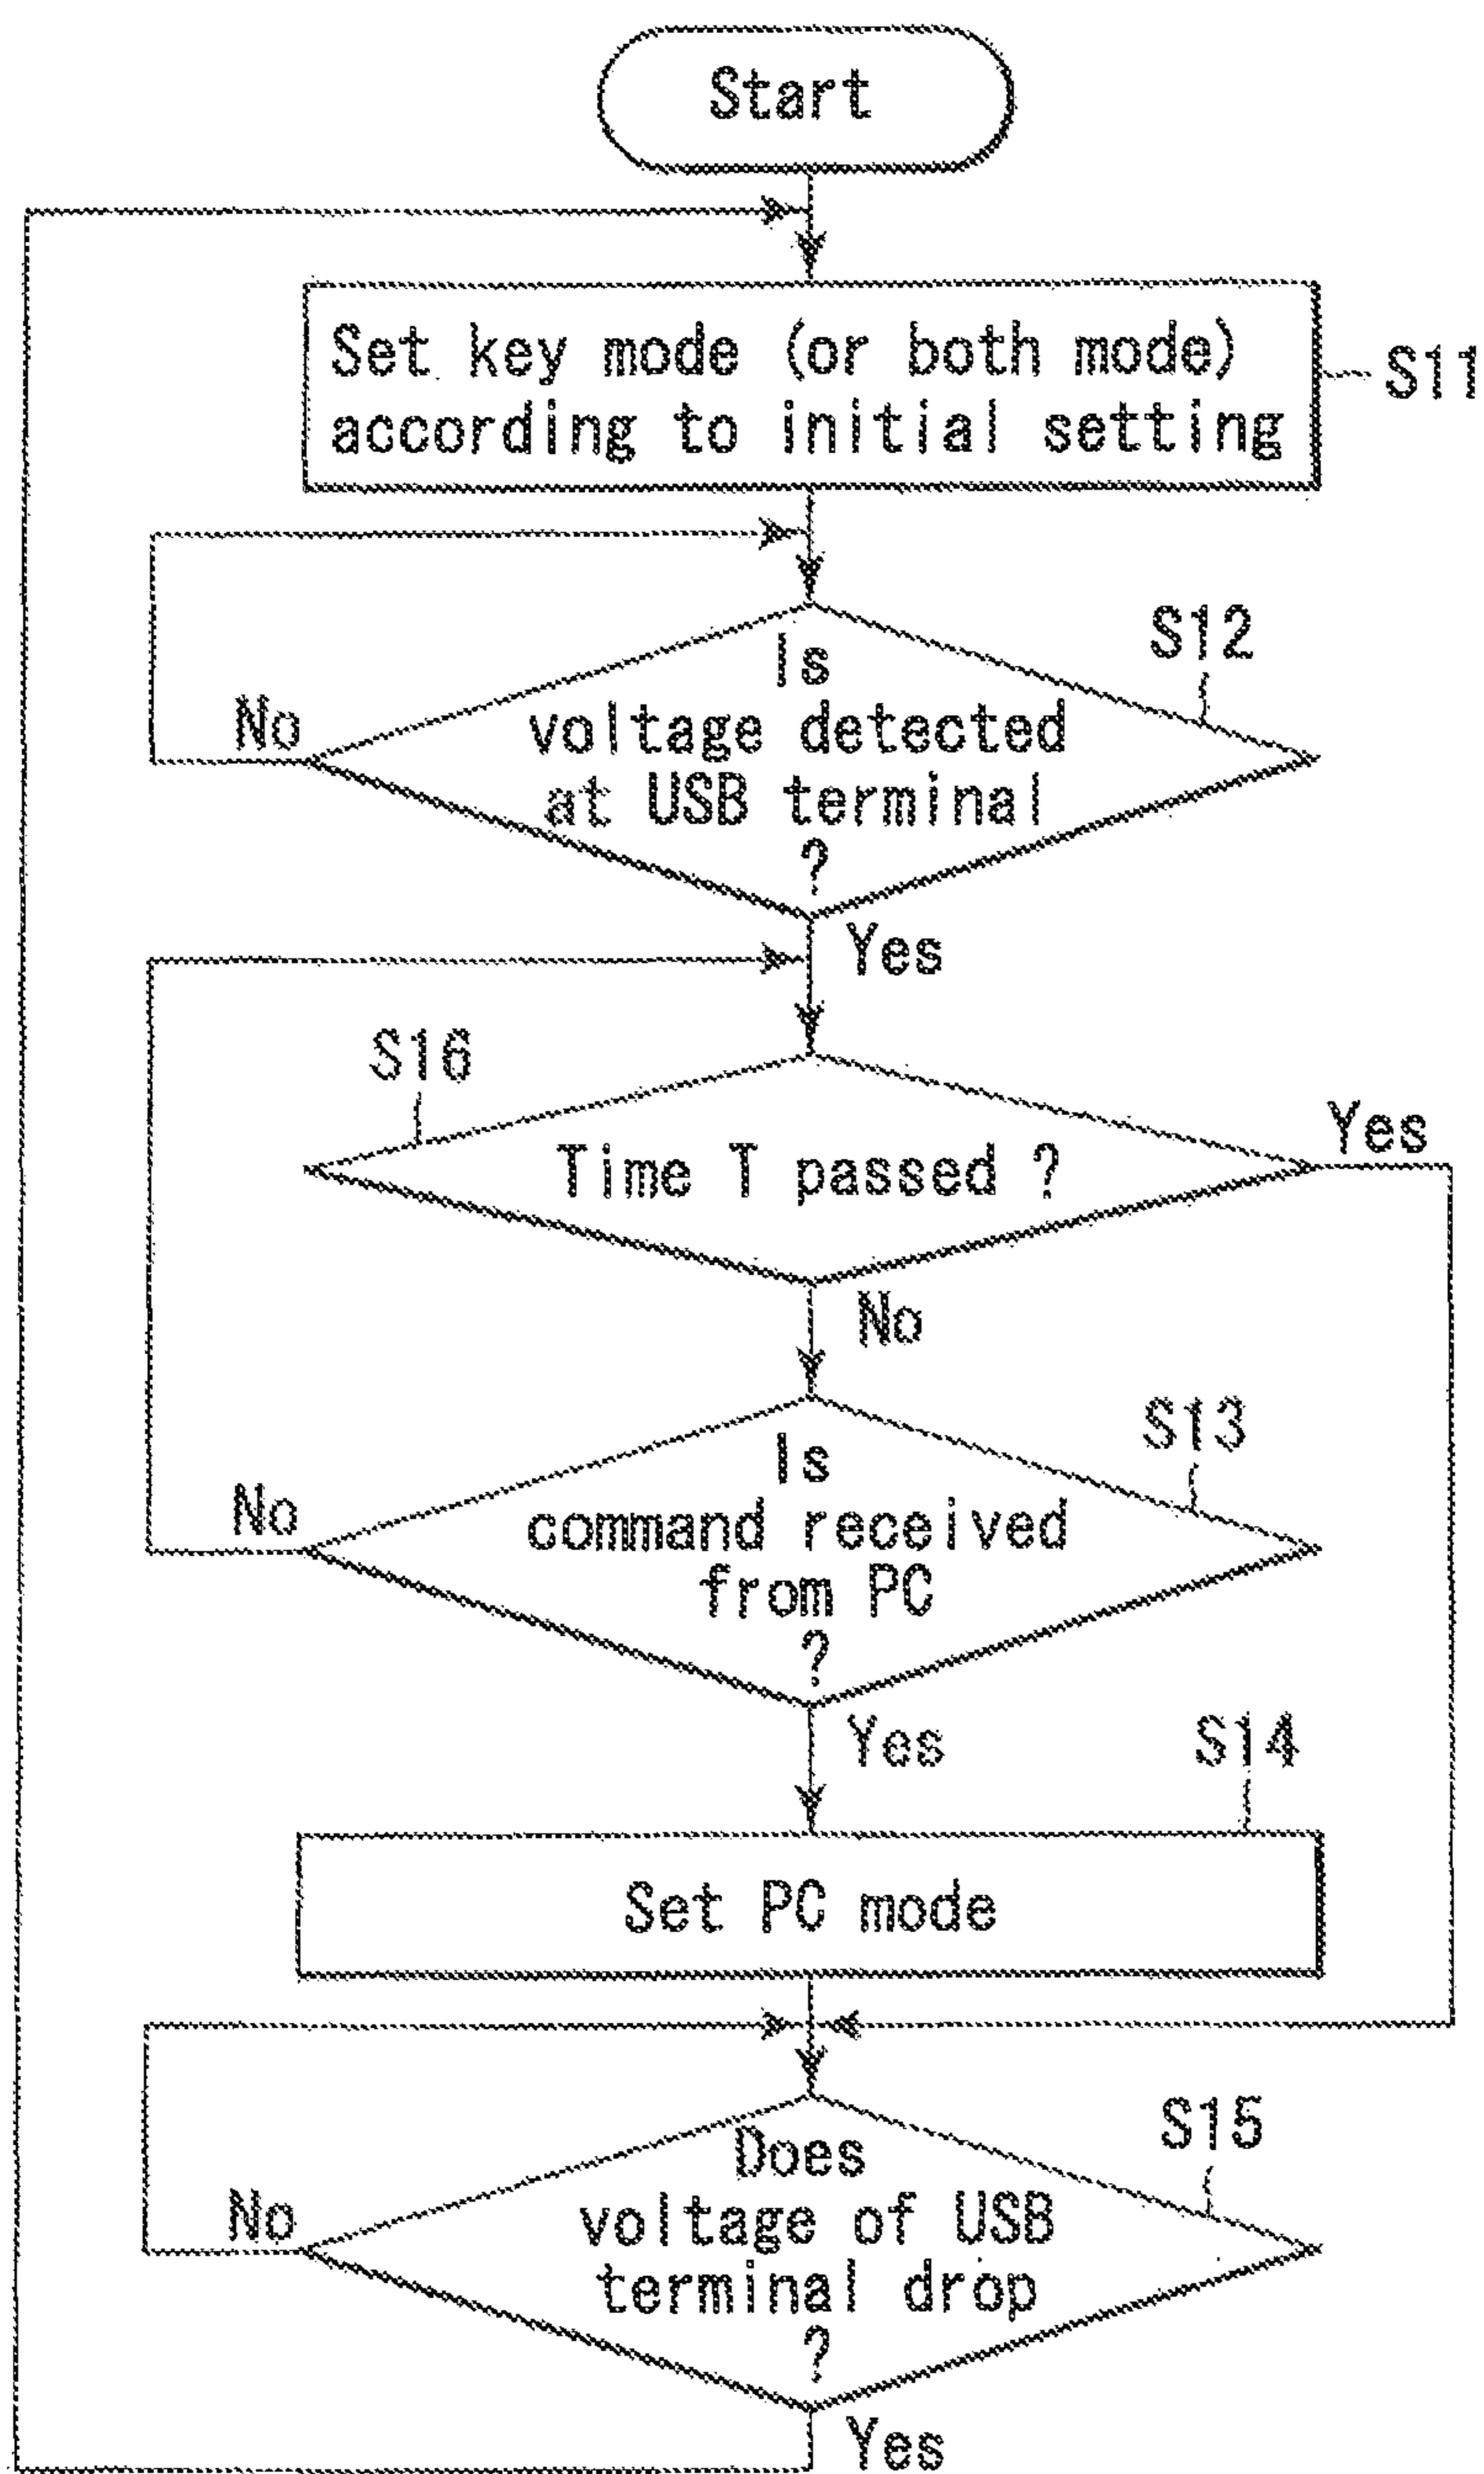 Start
Set key mode (or both mode)
according to initial setting
S11
S12
Is
voltage detected
at USB terminal
?
No
Yes
S16
Time T passed ?
Yes
No
S13
Is
command received
from PC
?
No
Yes
S14
Set PC mode
S15
Does
voltage of USB
terminal drop
?
No
Yes